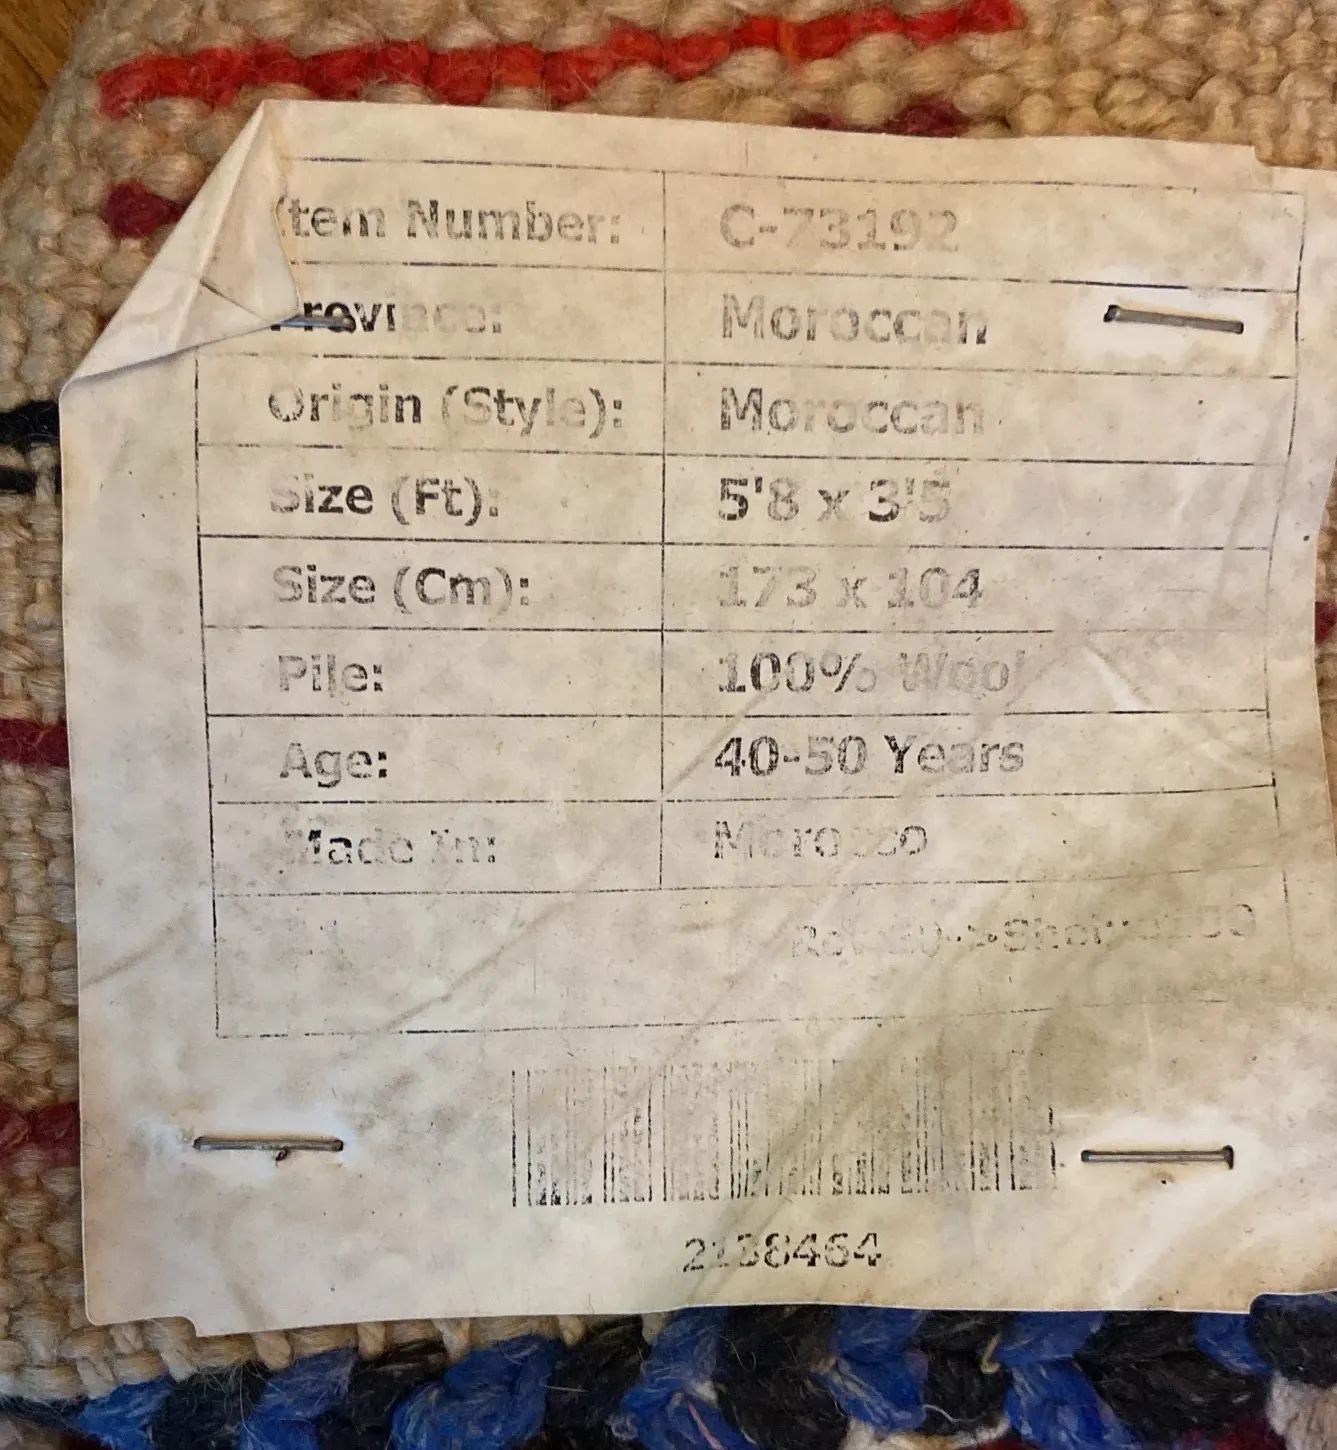 Item Number: C-73192
Province: Moroccan
Origin (Style): Moroccan
Size (Ft): 5'8 x 3'5
Size (Cm): 173 x 104
Pile: 100% Wool
Age: 40-50 Years
Made In: Morocco
2138464